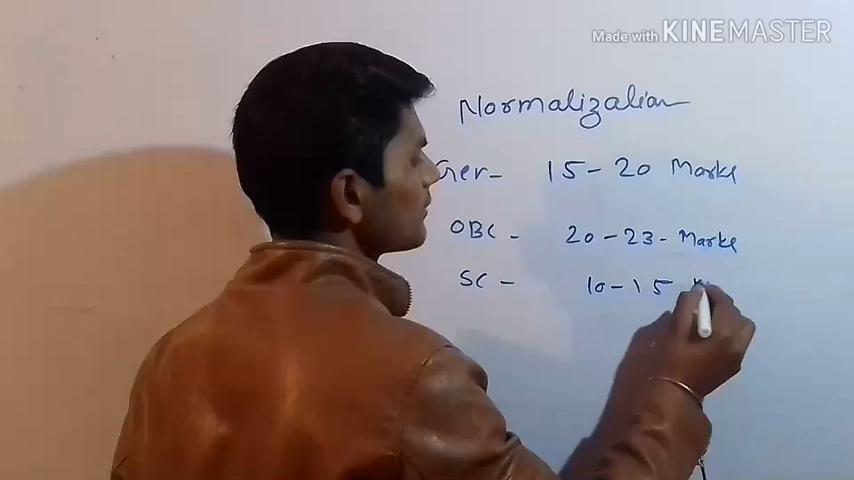 Made with KINEMASTER
Normalization
Ger- 15-20 Marks
OBC - 20-23- Marks
SC - 10-15